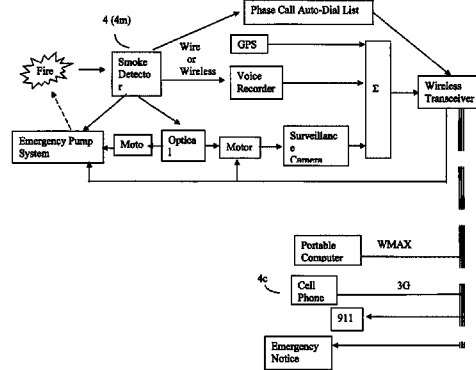 Phase Call Auto-Dial List
4 (4m)
GPS
Wire
or
Wireless
Fire
Smoke
Detecto
r
Voice
Recorder
Σ
Wireless
Transceiver
Emergency Pump
System
Moto
Optica
l
Motor
Surveillanc
e
Camera
Portable
Computer
WMAX
4c
Cell
Phone
3G
911
Emergency
Notice